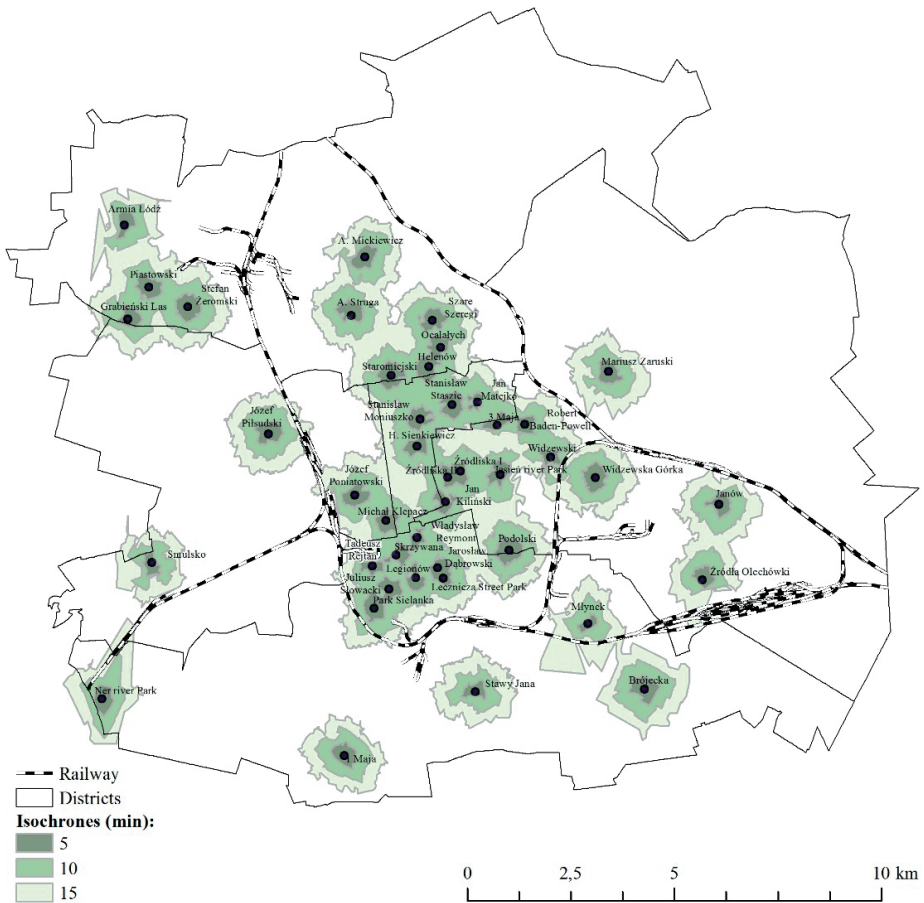 Armia Łódź
A. Mickiewicz
Piastowski
Stefan
Żeromski
Grabieński Las
A. Struga
Szare
Szeregi
Ocalałych
Helenów
Staromiejski
Mariusz Zaruski
Stanisław
Staszic
Jan
Matejko
Stanisław
Moniuszko
3 Maja
Robert
Baden-Powell
Józef
Piłsudski
H. Sienkiewicz
Widzewski
Źródliska I
Źródliska II
Jasień river Park
Widzewska Górka
Józef
Poniatowski
Jan
Kiliński
Janów
Michał Klepacz
Władysław
Reymont
Tadeusz
Rejtan
Skrzywana
Jarosław
Dąbrowski
Podolski
Smulsko
Legionów
Juliusz
Słowacki
Lecznicza Street Park
Źródła Olechówki
Park Sielanka
Młynek
Ner river Park
Stawy Jana
Brójecka
1 Maja
Railway
Districts
Isochrones (min):
5
10
15
0 2,5 5 10 km